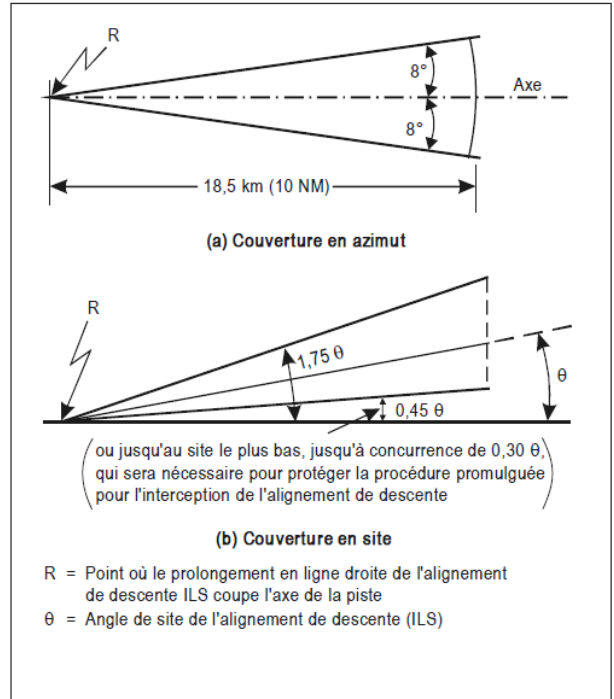 R
8°
Axe
8°
18,5 km (10 NM)
(a) Couverture en azimut
R
1,75 θ
θ
0,45 θ
(ou jusqu'au site le plus bas, jusqu'à concurrence de 0,30 θ,
qui sera nécessaire pour protéger la procédure promulguée
pour l'interception de l'alignement de descente)
(b) Couverture en site
R = Point où le prolongement en ligne droite de l'alignement
de descente ILS coupe l'axe de la piste
θ = Angle de site de l'alignement de descente (ILS)